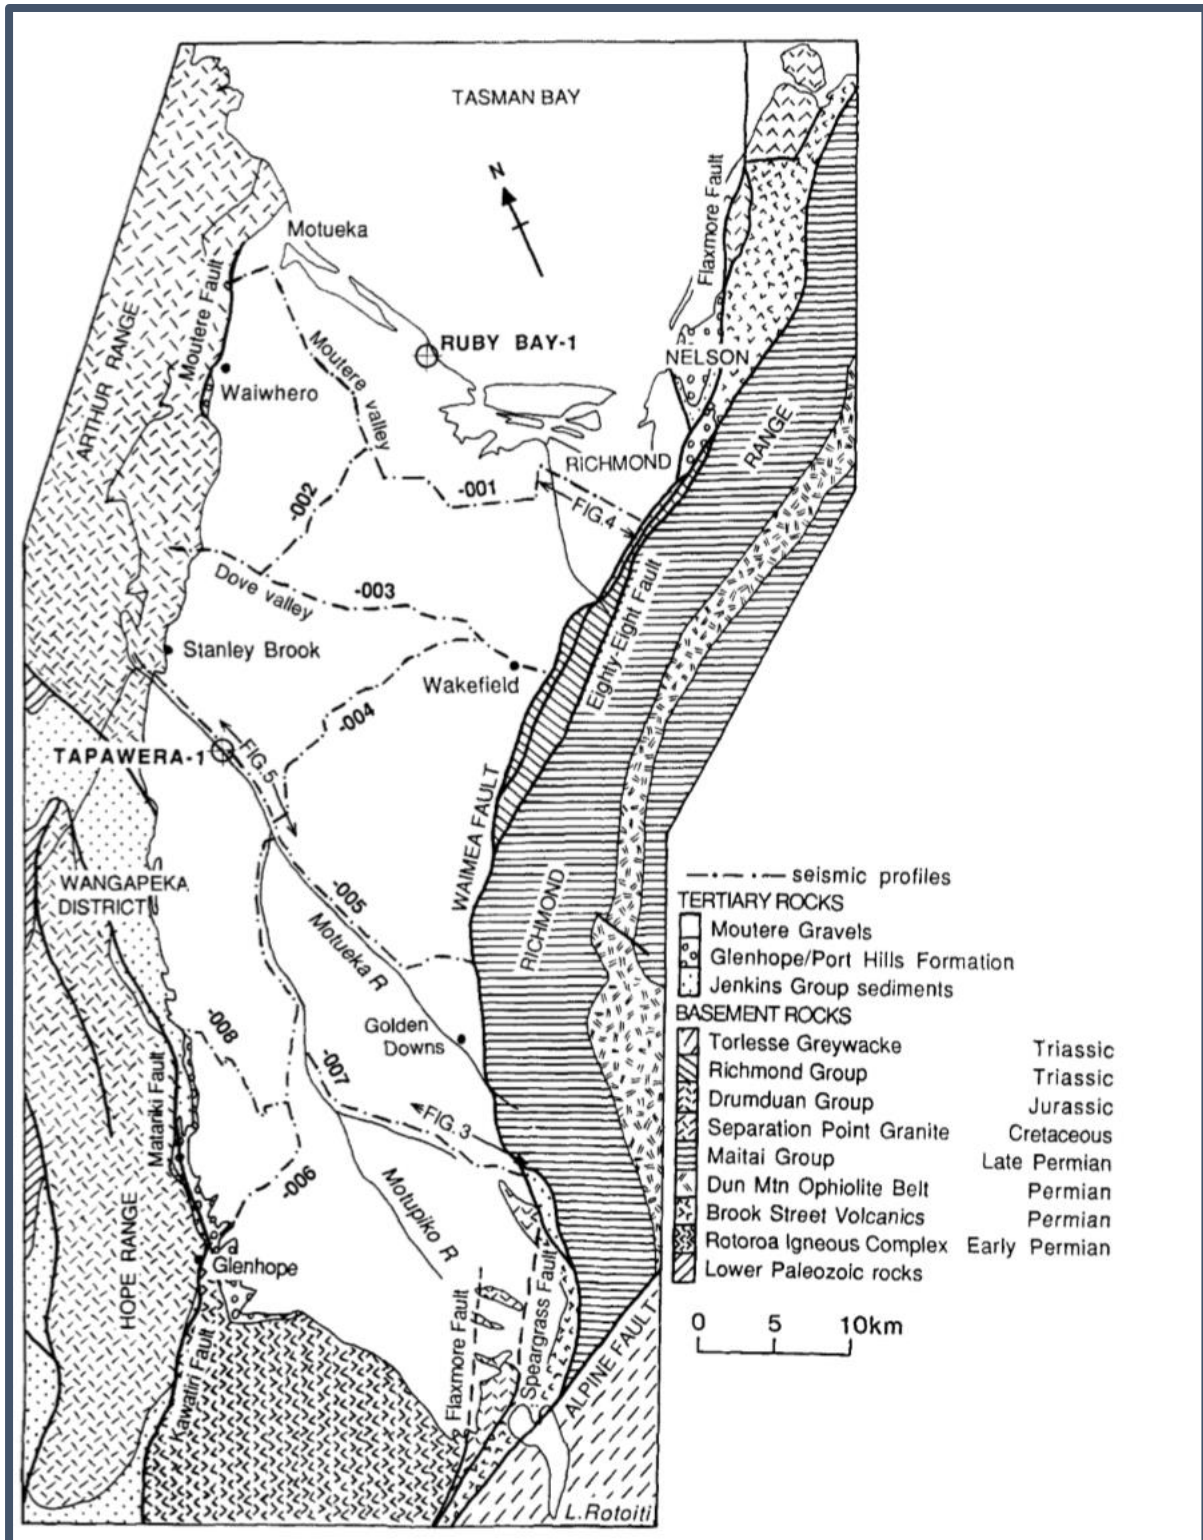 TASMAN BAY
N
Flaxmore Fault
Motueka
Moutere Fault
RUBY BAY-1
NELSON
ARTHUR RANGE
Moutere valley
Waiwhero
RANGE
RICHMOND
-001
-002
FIG.4
Dove valley
-003
Eighty-Eight Fault
Stanley Brook
Wakefield
-004
TAPAWERA-1
FIG.5
WAIMEA FAULT
WANGAPEKA
DISTRICT
-005
RICHMOND
Motueka R
Golden
Downs
-008
-007
Matariki Fault
FIG.3
-006
Motupiko R
HOPE RANGE
Glenhope
Kawatiri Fault
Flaxmore Fault
Speargrass Fault
ALPINE FAULT
L.Rotoiti
seismic profiles
TERTIARY ROCKS
Moutere Gravels
Glenhope/Port Hills Formation
Jenkins Group sediments
BASEMENT ROCKS
Torlesse Greywacke Triassic
Richmond Group Triassic
Drumduan Group Jurassic
Separation Point Granite Cretaceous
Maitai Group Late Permian
Dun Mtn Ophiolite Belt Permian
Brook Street Volcanics Permian
Rotoroa Igneous Complex Early Permian
Lower Paleozoic rocks
0 5 10km